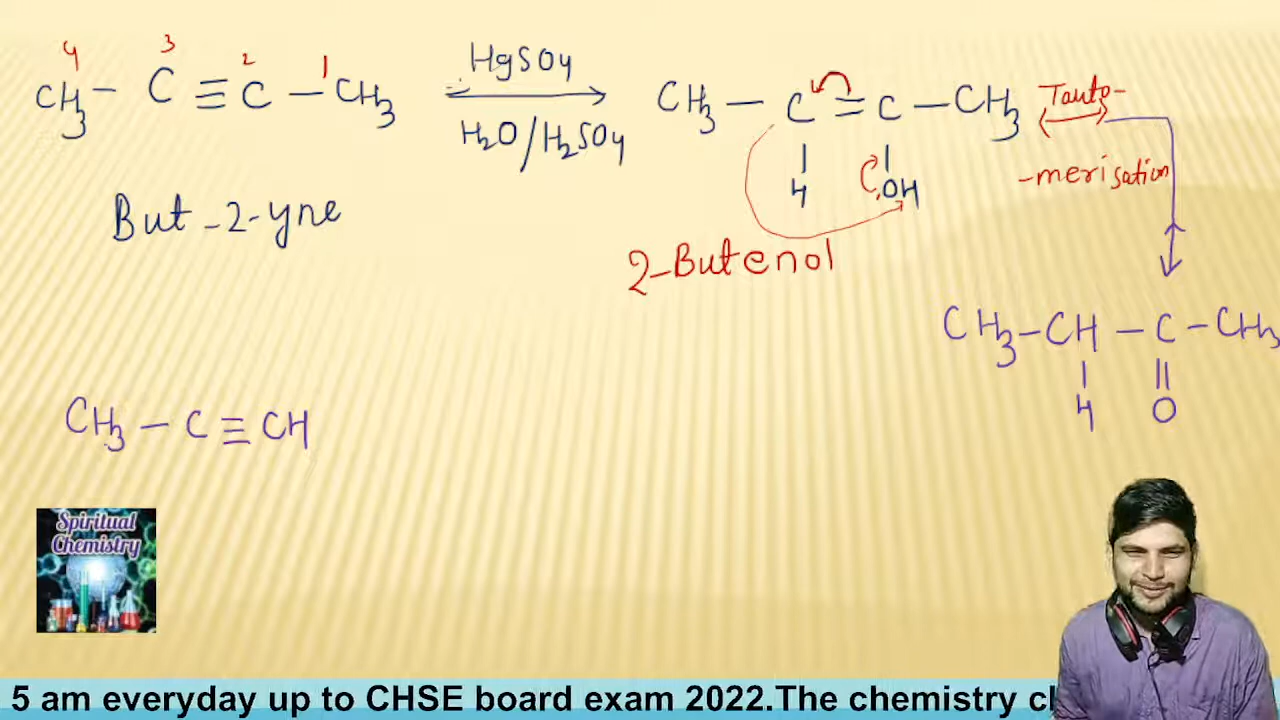 4 3 2 1
CH3 – C ≡ C – CH3
HgSO4
H2O/H2SO4
CH3 – C = C – CH3
H OH
Tauto-
-merisation
But-2-yne
2-Butenol
CH3-CH – C – CH3
H O
CH3 – C ≡ CH
Spiritual
Chemistry
5 am everyday up to CHSE board exam 2022.The chemistry cl